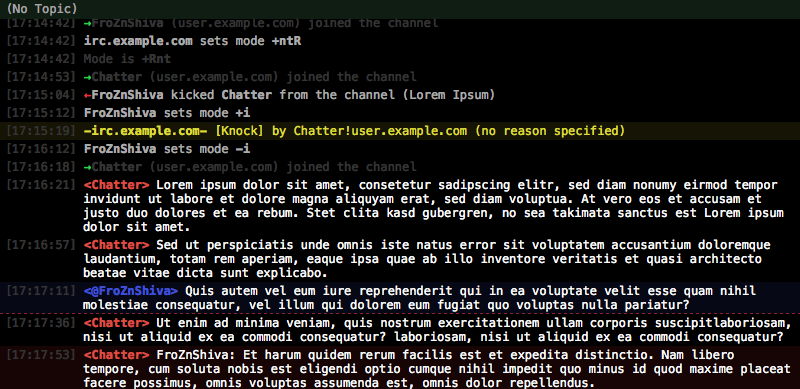 (No Topic)
[17:14:42] →FroZnShiva (user.example.com) joined the channel
[17:14:42] irc.example.com sets mode +ntR
[17:14:42] Mode is +Rnt
[17:14:53] →Chatter (user.example.com) joined the channel
[17:15:04] ←FroZnShiva kicked Chatter from the channel (Lorem Ipsum)
[17:15:12] FroZnShiva sets mode +i
[17:15:19] -irc.example.com- [Knock] by Chatter!user.example.com (no reason specified)
[17:16:12] FroZnShiva sets mode -i
[17:16:18] →Chatter (user.example.com) joined the channel
[17:16:21] <Chatter> Lorem ipsum dolor sit amet, consetetur sadipscing elitr, sed diam nonumy eirmod tempor
invidunt ut labore et dolore magna aliquyam erat, sed diam voluptua. At vero eos et accusam et
justo duo dolores et ea rebum. Stet clita kasd gubergren, no sea takimata sanctus est Lorem ipsum
dolor sit amet.
[17:16:57] <Chatter> Sed ut perspiciatis unde omnis iste natus error sit voluptatem accusantium doloremque
laudantium, totam rem aperiam, eaque ipsa quae ab illo inventore veritatis et quasi architecto
beatae vitae dicta sunt explicabo.
[17:17:11] <@FroZnShiva> Quis autem vel eum iure reprehenderit qui in ea voluptate velit esse quam nihil
molestiae consequatur, vel illum qui dolorem eum fugiat quo voluptas nulla pariatur?
[17:17:36] <Chatter> Ut enim ad minima veniam, quis nostrum exercitationem ullam corporis suscipitlaboriosam,
nisi ut aliquid ex ea commodi consequatur? laboriosam, nisi ut aliquid ex ea commodi consequatur?
[17:17:53] <Chatter> FroZnShiva: Et harum quidem rerum facilis est et expedita distinctio. Nam libero
tempore, cum soluta nobis est eligendi optio cumque nihil impedit quo minus id quod maxime placeat
facere possimus, omnis voluptas assumenda est, omnis dolor repellendus.